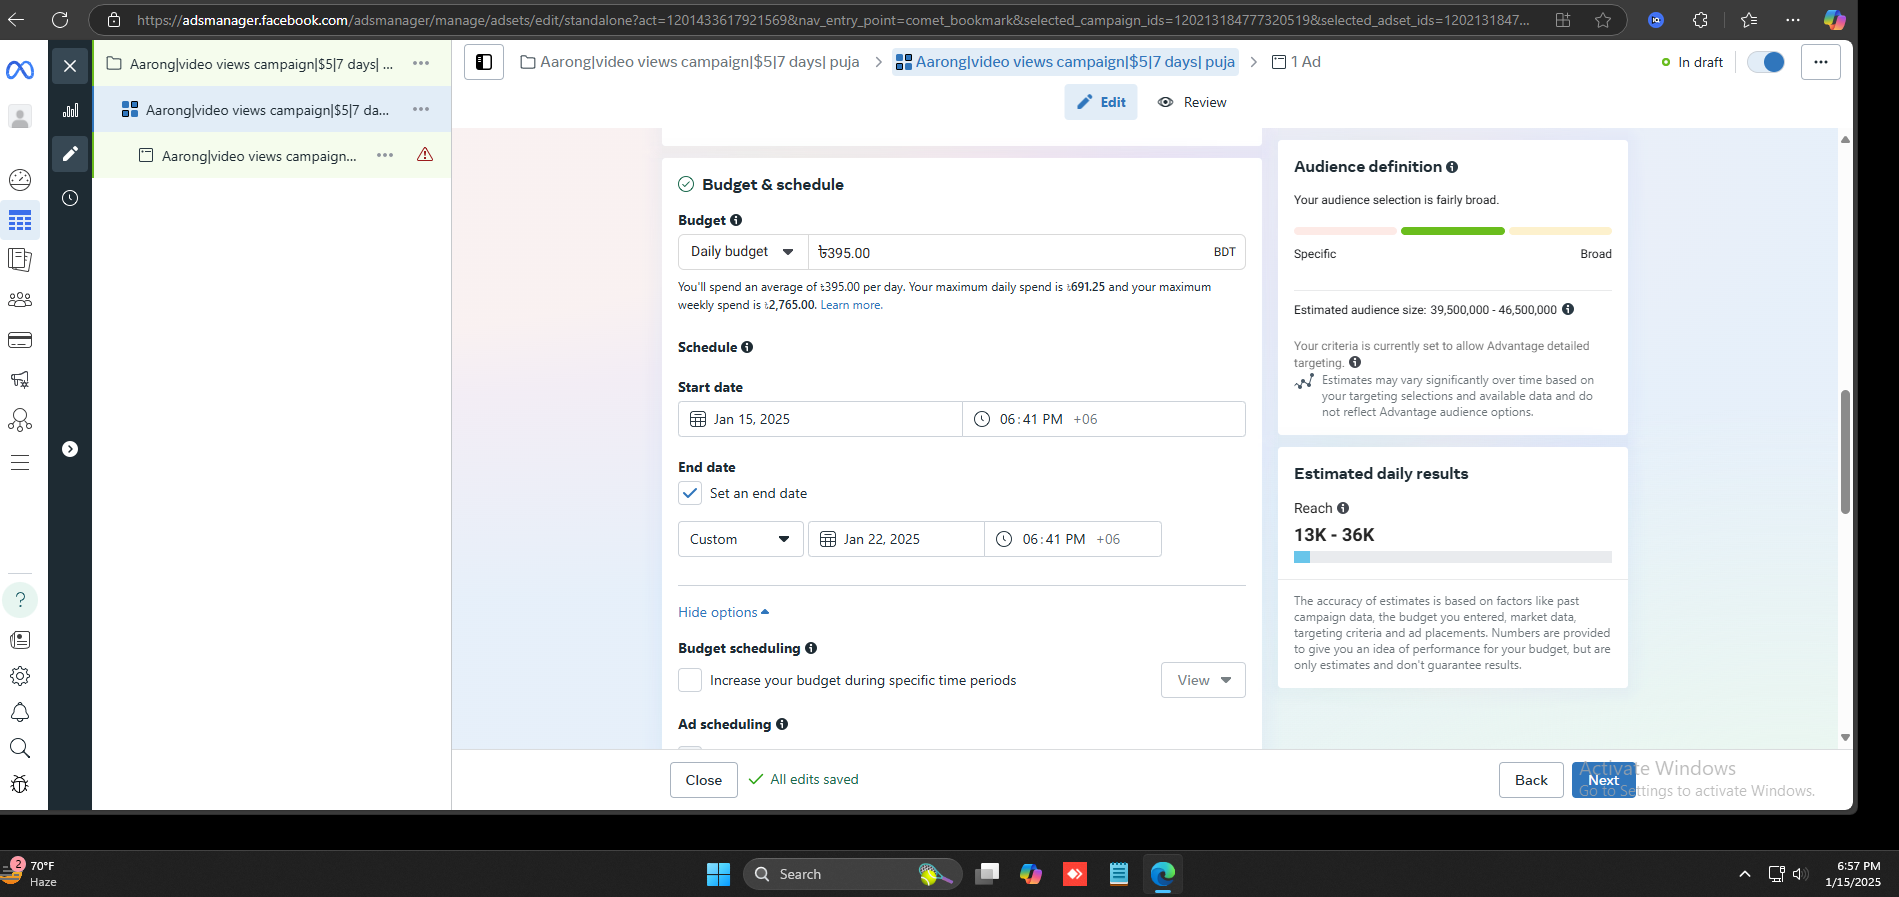 https://adsmanager.facebook.com/adsmanager/manage/adsets/edit/standalone?act=1201433617921569&nav_entry_point=comet_bookmark&selected_campaign_ids=120213184777320519&selected_adset_ids=1202131847...
Aarong|video views campaign|$5|7 days| ...
Aarong|video views campaign|$5|7 da...
Aarong|video views campaign...
Aarong|video views campaign|$5|7 days| puja
Aarong|video views campaign|$5|7 days| puja
1 Ad
In draft
Edit
Review
Budget & schedule
Budget
Daily budget
৳395.00
BDT
You'll spend an average of ৳395.00 per day. Your maximum daily spend is ৳691.25 and your maximum
weekly spend is ৳2,765.00. Learn more.
Schedule
Start date
Jan 15, 2025
06:41 PM +06
End date
Set an end date
Custom
Jan 22, 2025
06:41 PM +06
Hide options
Budget scheduling
Increase your budget during specific time periods
View
Ad scheduling
Close
All edits saved
Back
Next
Audience definition
Your audience selection is fairly broad.
Specific
Broad
Estimated audience size: 39,500,000 - 46,500,000
Your criteria is currently set to allow Advantage detailed
targeting.
Estimates may vary significantly over time based on
your targeting selections and available data and do
not reflect Advantage audience options.
Estimated daily results
Reach
13K - 36K
The accuracy of estimates is based on factors like past
campaign data, the budget you entered, market data,
targeting criteria and ad placements. Numbers are provided
to give you an idea of performance for your budget, but are
only estimates and don't guarantee results.
Activate Windows
Go to Settings to activate Windows.
2
70°F
Haze
Search
6:57 PM
1/15/2025